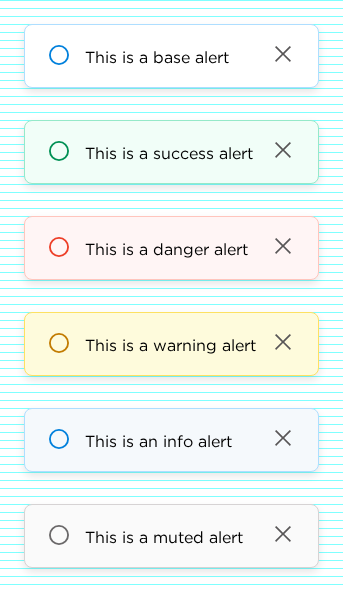 This is a base alert
This is a success alert
This is a danger alert
This is a warning alert
This is an info alert
This is a muted alert